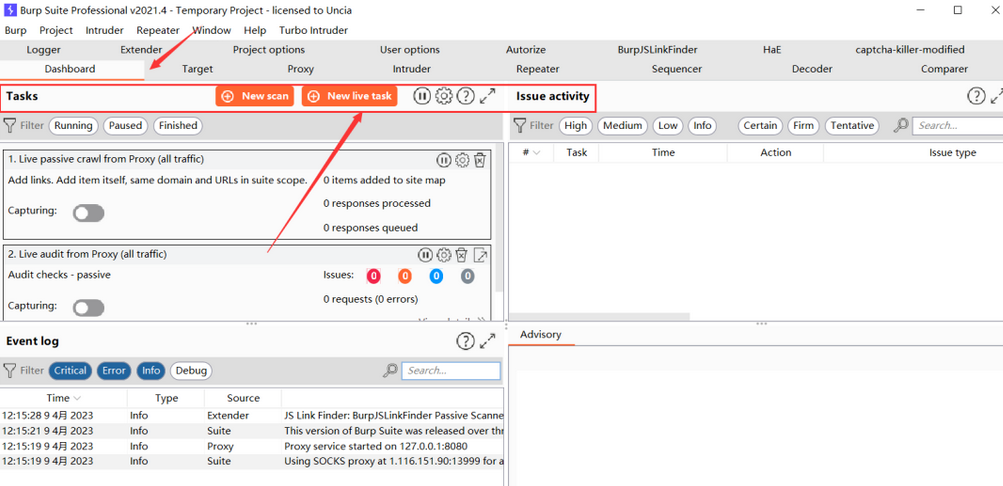 Burp Suite Professional v2021.4 - Temporary Project - licensed to Uncia
Burp Project Intruder Repeater Window Help Turbo Intruder
Logger Extender Project options User options Autorize BurpJSLinkFinder HaE captcha-killer-modified
Dashboard Target Proxy Intruder Repeater Sequencer Decoder Comparer
Tasks New scan New live task
Filter Running Paused Finished
1. Live passive crawl from Proxy (all traffic)
Add links. Add item itself, same domain and URLs in suite scope. 0 items added to site map
0 responses processed
Capturing:
0 responses queued
2. Live audit from Proxy (all traffic)
Audit checks - passive Issues: 0 0 0 0
0 requests (0 errors)
Capturing:
Issue activity
Filter High Medium Low Info Certain Firm Tentative Search...
# Task Time Action Issue type
Event log
Filter Critical Error Info Debug Search...
Time Type Source
12:15:28 9 4月 2023 Info Extender JS Link Finder: BurpJSLinkFinder Passive Scanne
12:15:21 9 4月 2023 Info Suite This version of Burp Suite was released over thr
12:15:19 9 4月 2023 Info Proxy Proxy service started on 127.0.0.1:8080
12:15:19 9 4月 2023 Info Suite Using SOCKS proxy at 1.116.151.90:13999 for a
Advisory